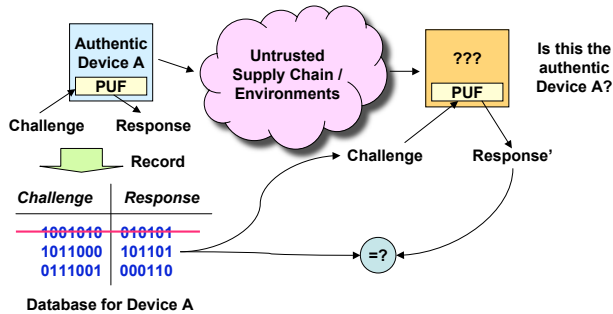 Authentic
Device A
PUF
Challenge
Response
Record
Untrusted
Supply Chain /
Environments
???
PUF
Is this the
authentic
Device A?
Challenge
Response’
Challenge Response
1001010 010101
1011000 101101
0111001 000110
=?
Database for Device A